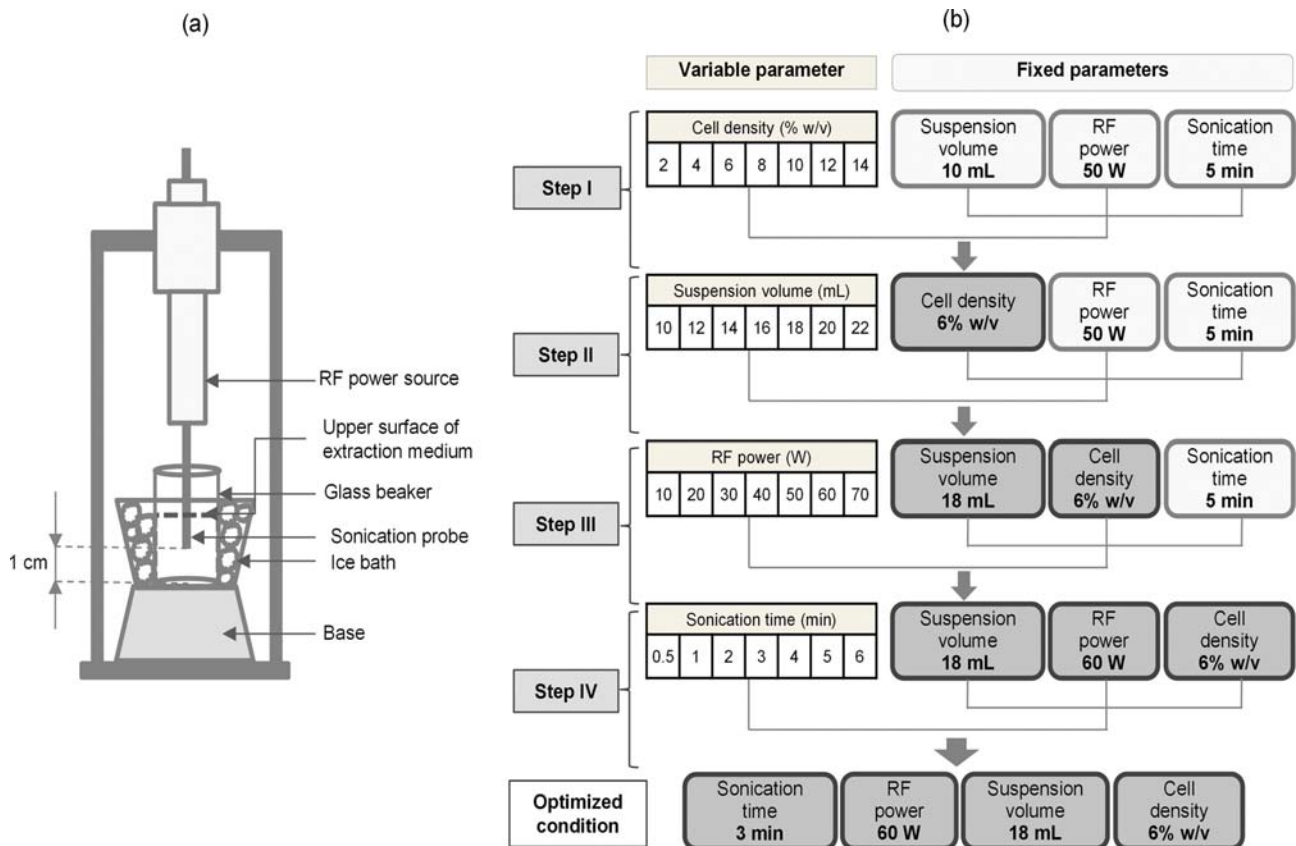 (a)
RF power source
Upper surface of
extraction medium
Glass beaker
Sonication probe
1 cm
Ice bath
Base
(b)
Variable parameter
Fixed parameters
Step I
Cell density (% w/v)
2 4 6 8 10 12 14
Suspension
volume
10 mL
RF
power
50 W
Sonication
time
5 min
Step II
Suspension volume (mL)
10 12 14 16 18 20 22
Cell density
6% w/v
RF
power
50 W
Sonication
time
5 min
Step III
RF power (W)
10 20 30 40 50 60 70
Suspension
volume
18 mL
Cell
density
6% w/v
Sonication
time
5 min
Step IV
Sonication time (min)
0.5 1 2 3 4 5 6
Suspension
volume
18 mL
RF
power
60 W
Cell
density
6% w/v
Optimized
condition
Sonication
time
3 min
RF
power
60 W
Suspension
volume
18 mL
Cell
density
6% w/v